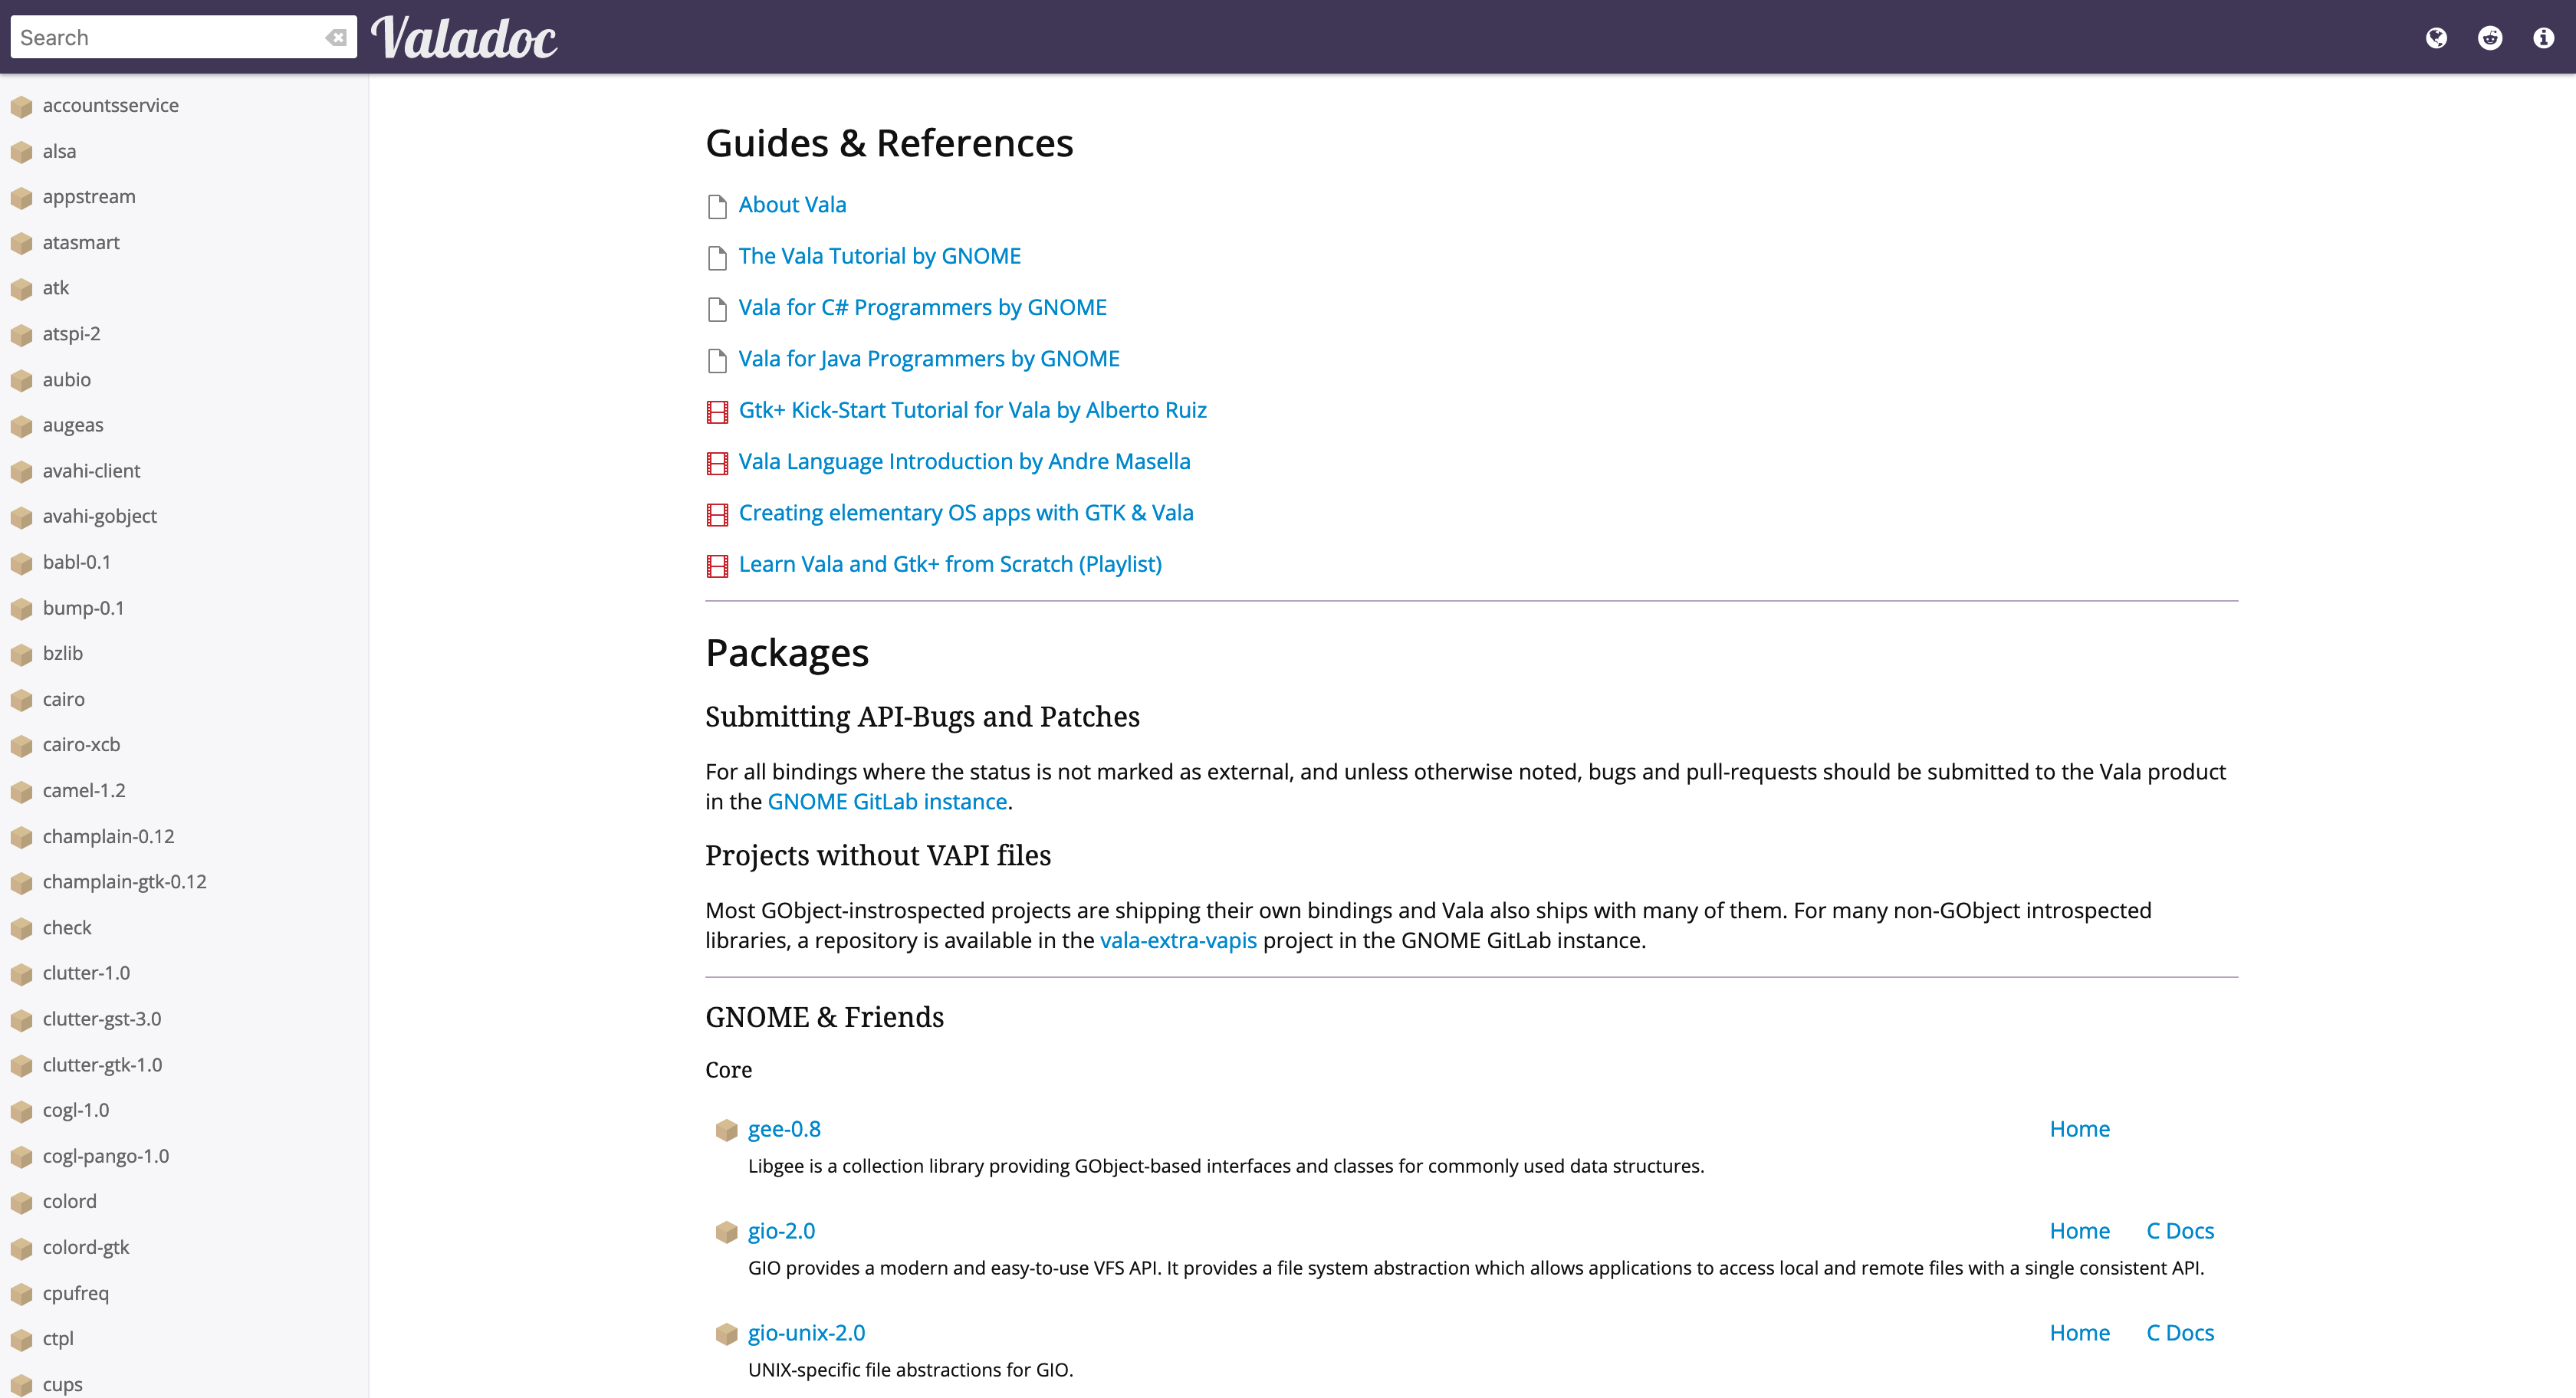 Search
Valadoc
accountsservice
alsa
appstream
atasmart
atk
atspi-2
aubio
augeas
avahi-client
avahi-gobject
babl-0.1
bump-0.1
bzlib
cairo
cairo-xcb
camel-1.2
champlain-0.12
champlain-gtk-0.12
check
clutter-1.0
clutter-gst-3.0
clutter-gtk-1.0
cogl-1.0
cogl-pango-1.0
colord
colord-gtk
cpufreq
ctpl
cups
Guides & References
About Vala
The Vala Tutorial by GNOME
Vala for C# Programmers by GNOME
Vala for Java Programmers by GNOME
Gtk+ Kick-Start Tutorial for Vala by Alberto Ruiz
Vala Language Introduction by Andre Masella
Creating elementary OS apps with GTK & Vala
Learn Vala and Gtk+ from Scratch (Playlist)
Packages
Submitting API-Bugs and Patches
For all bindings where the status is not marked as external, and unless otherwise noted, bugs and pull-requests should be submitted to the Vala product
in the GNOME GitLab instance.
Projects without VAPI files
Most GObject-instrospected projects are shipping their own bindings and Vala also ships with many of them. For many non-GObject introspected
libraries, a repository is available in the vala-extra-vapis project in the GNOME GitLab instance.
GNOME & Friends
Core
gee-0.8 Home
Libgee is a collection library providing GObject-based interfaces and classes for commonly used data structures.
gio-2.0 Home C Docs
GIO provides a modern and easy-to-use VFS API. It provides a file system abstraction which allows applications to access local and remote files with a single consistent API.
gio-unix-2.0 Home C Docs
UNIX-specific file abstractions for GIO.